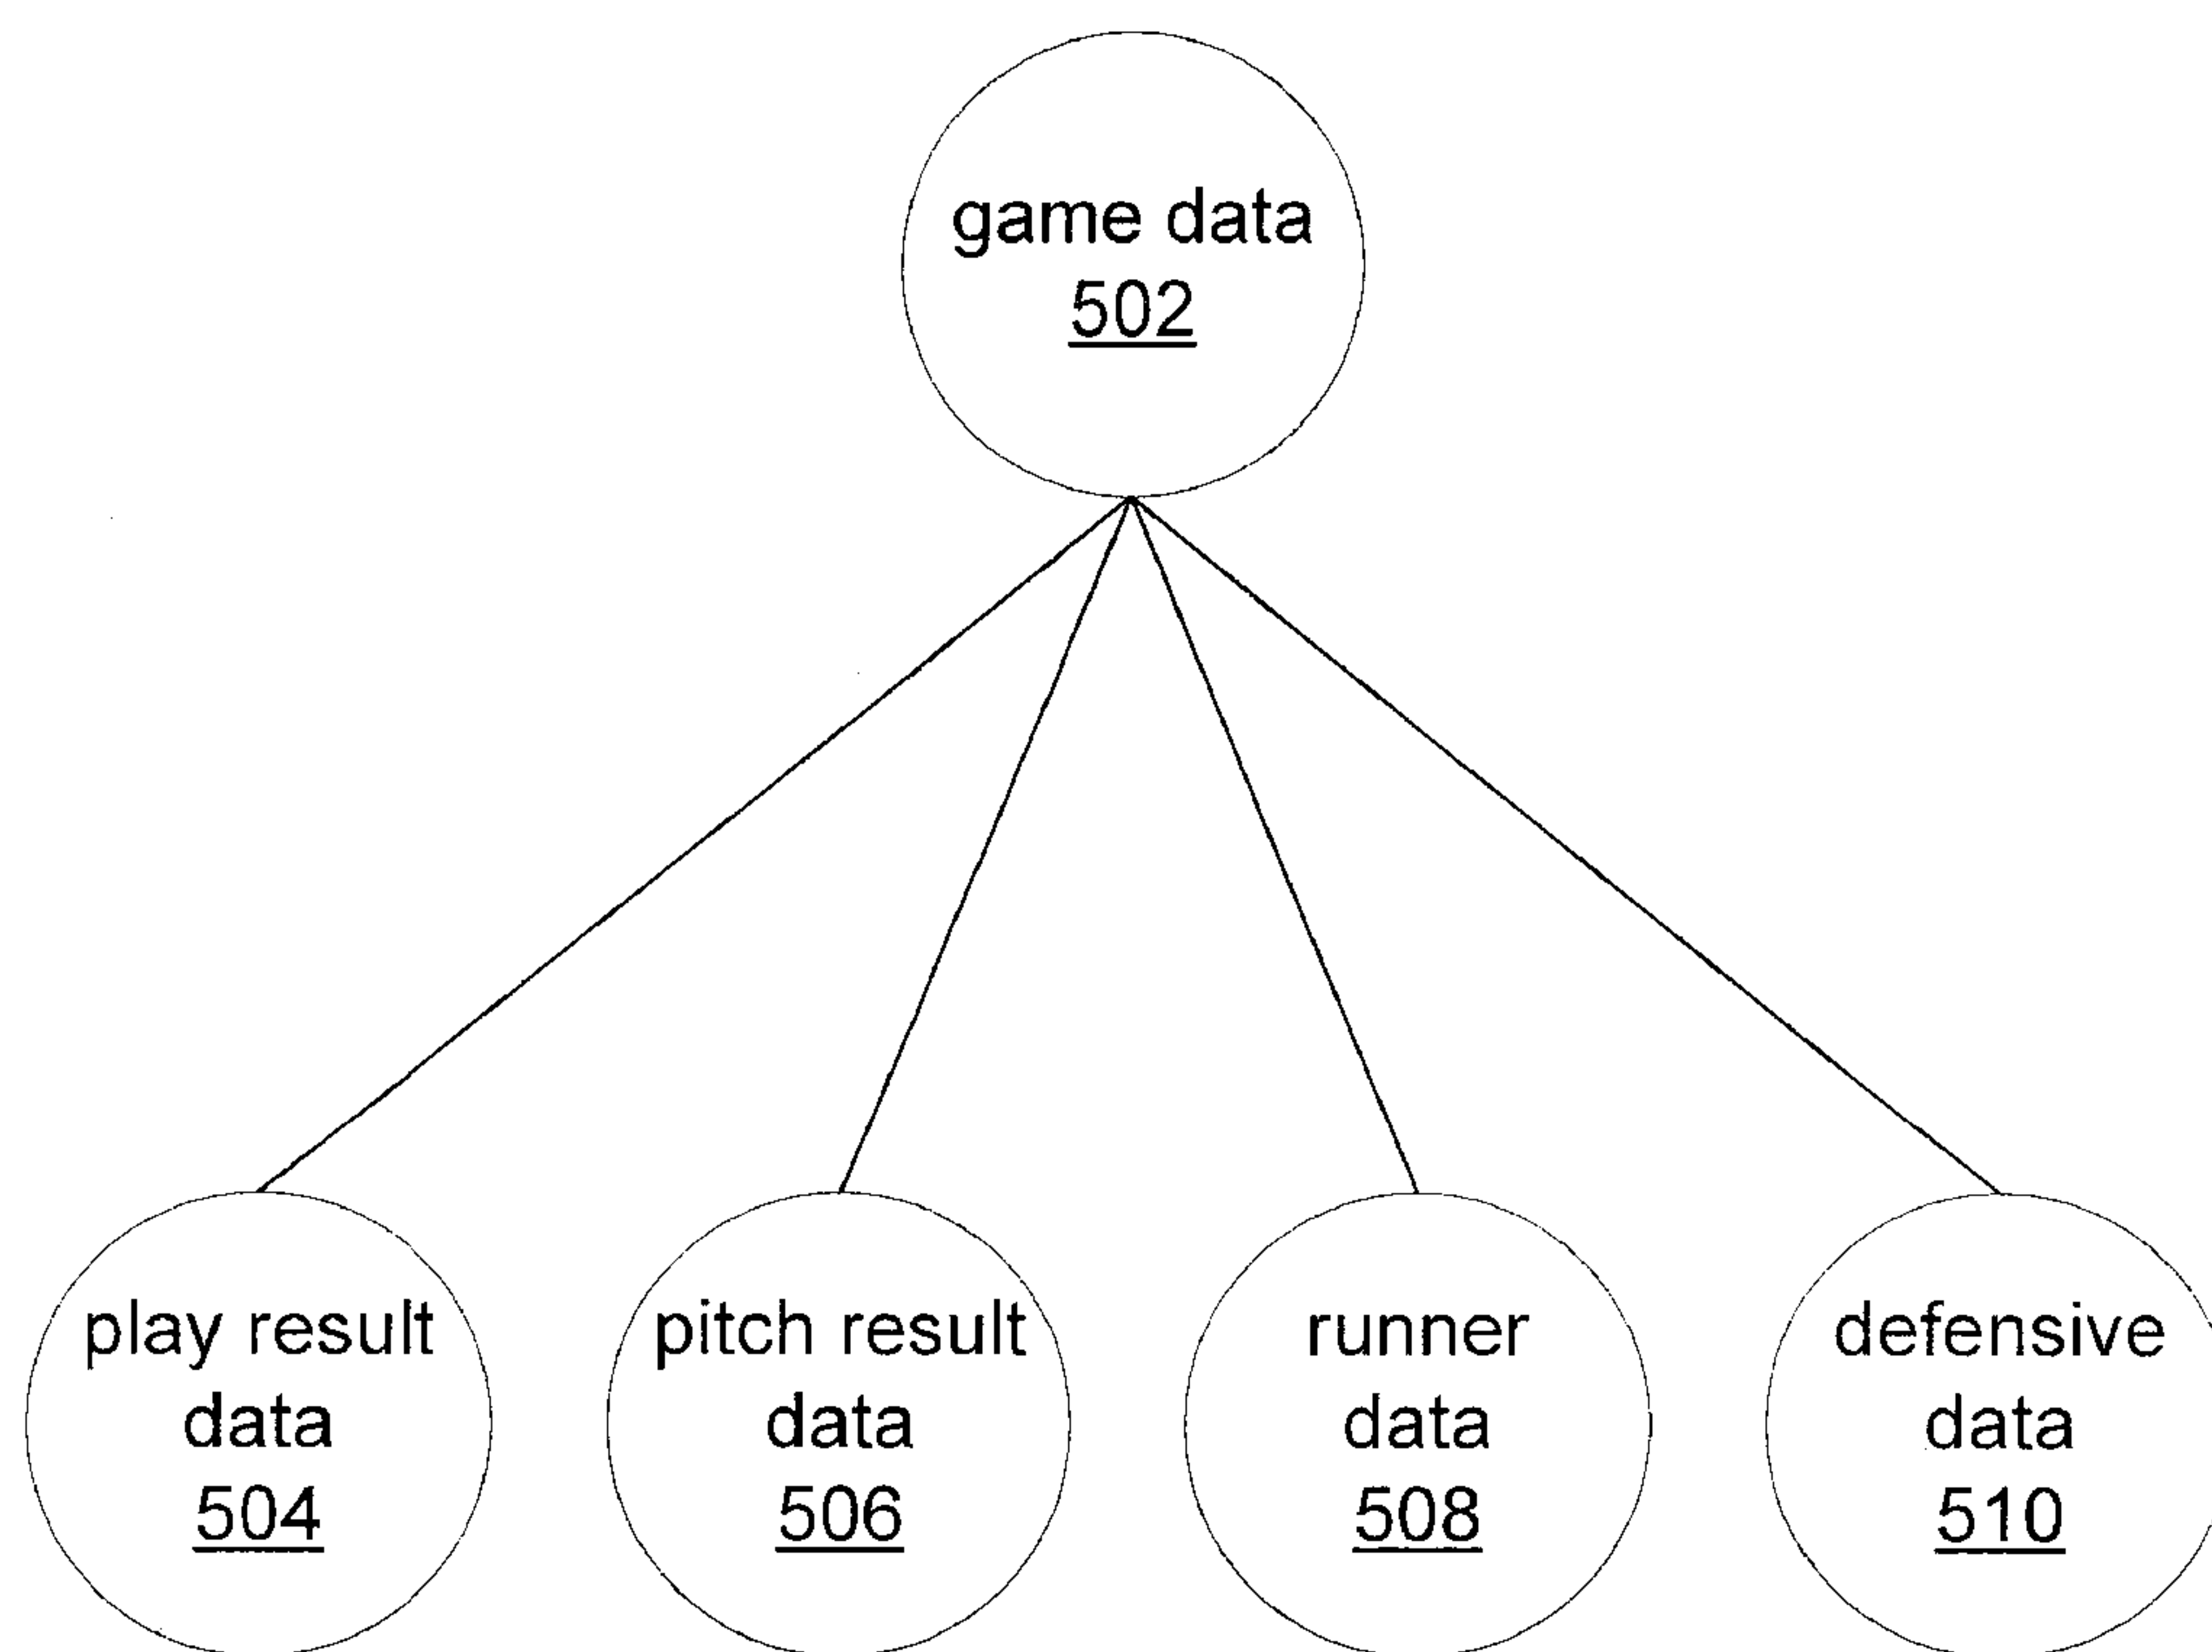 game data
502
play result
data
504
pitch result
data
506
runner
data
508
defensive
data
510